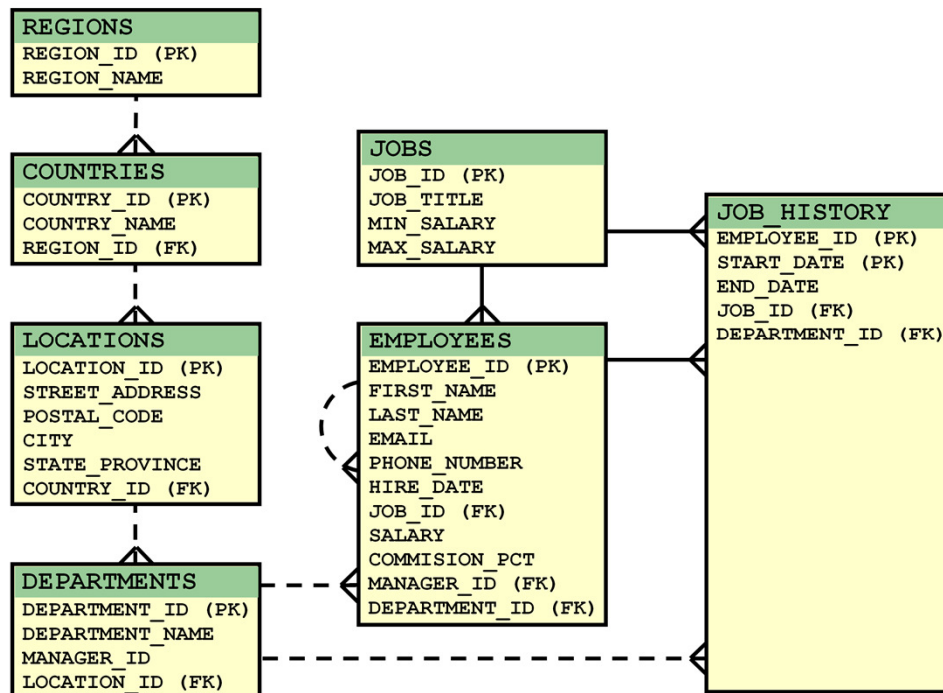 REGIONS
REGION_ID (PK)
REGION_NAME
COUNTRIES
COUNTRY_ID (PK)
COUNTRY_NAME
REGION_ID (FK)
LOCATIONS
LOCATION_ID (PK)
STREET_ADDRESS
POSTAL_CODE
CITY
STATE_PROVINCE
COUNTRY_ID (FK)
DEPARTMENTS
DEPARTMENT_ID (PK)
DEPARTMENT_NAME
MANAGER_ID
LOCATION_ID (FK)
JOBS
JOB_ID (PK)
JOB_TITLE
MIN_SALARY
MAX_SALARY
EMPLOYEES
EMPLOYEE_ID (PK)
FIRST_NAME
LAST_NAME
EMAIL
PHONE_NUMBER
HIRE_DATE
JOB_ID (FK)
SALARY
COMMISION_PCT
MANAGER_ID (FK)
DEPARTMENT_ID (FK)
JOB_HISTORY
EMPLOYEE_ID (PK)
START_DATE (PK)
END_DATE
JOB_ID (FK)
DEPARTMENT_ID (FK)